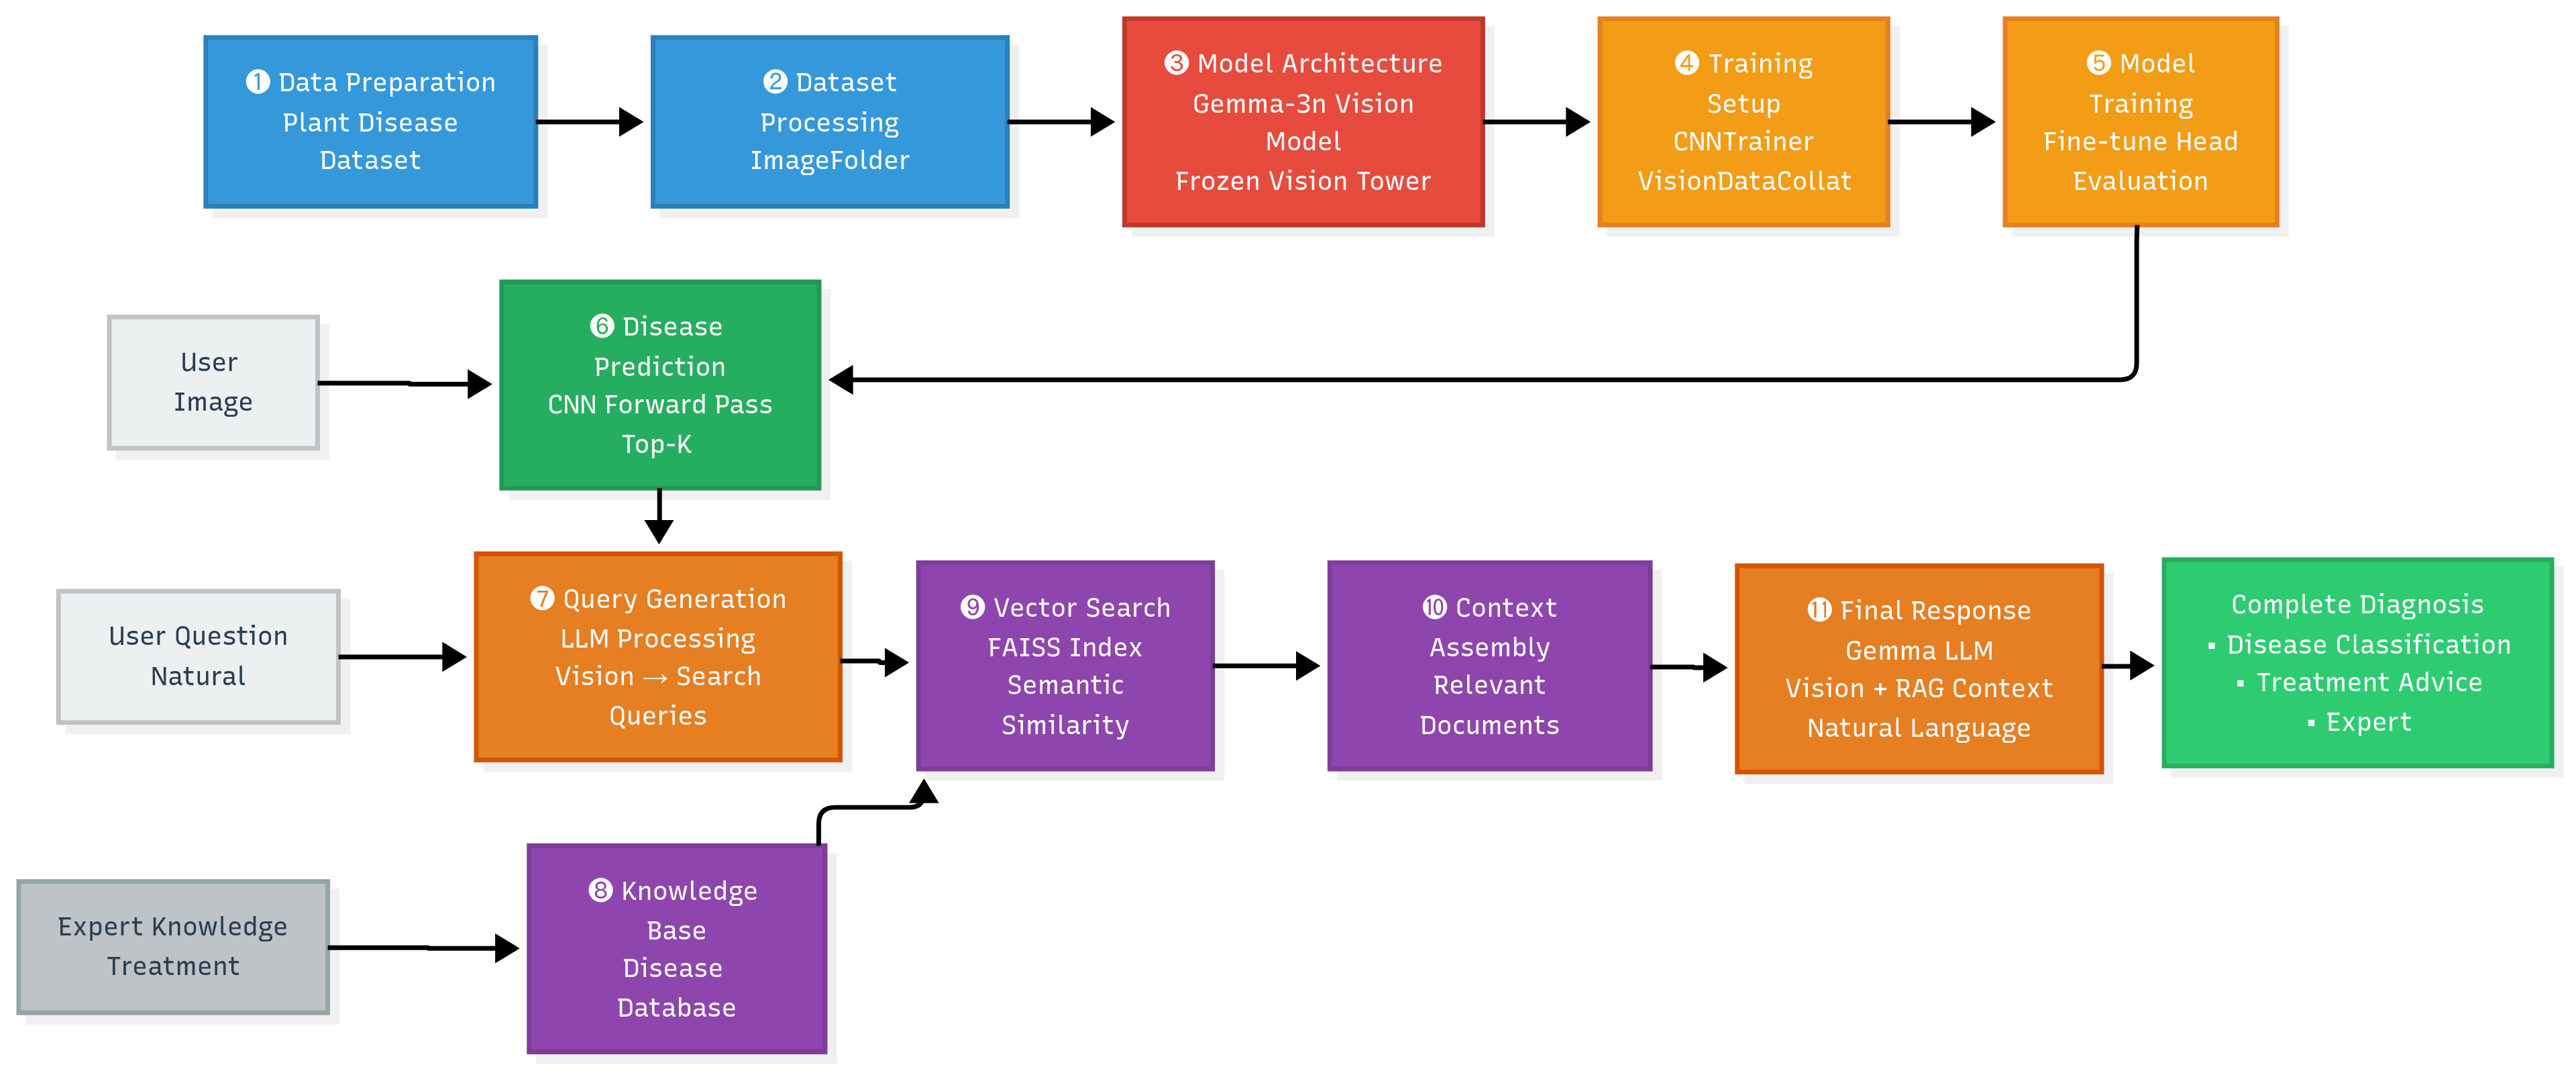 ❶ Data Preparation
Plant Disease
Dataset
❷ Dataset
Processing
ImageFolder
❸ Model Architecture
Gemma-3n Vision
Model
Frozen Vision Tower
❹ Training
Setup
CNNTrainer
VisionDataCollat
❺ Model
Training
Fine-tune Head
Evaluation
User
Image
❻ Disease
Prediction
CNN Forward Pass
Top-K
User Question
Natural
❼ Query Generation
LLM Processing
Vision → Search
Queries
❾ Vector Search
FAISS Index
Semantic
Similarity
❿ Context
Assembly
Relevant
Documents
⓫ Final Response
Gemma LLM
Vision + RAG Context
Natural Language
Complete Diagnosis
▪ Disease Classification
▪ Treatment Advice
▪ Expert
Expert Knowledge
Treatment
❽ Knowledge
Base
Disease
Database